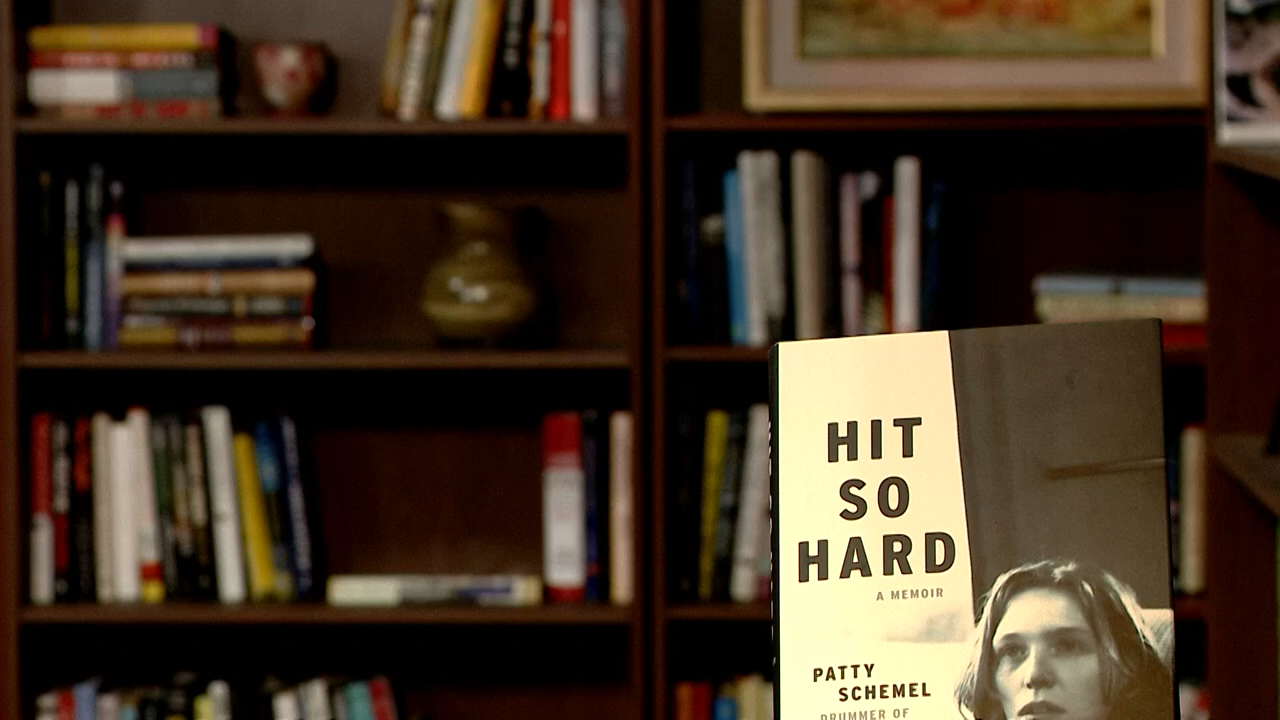 HIT
SO
HARD
A MEMOIR
PATTY
SCHEMEL
DRUMMER OF